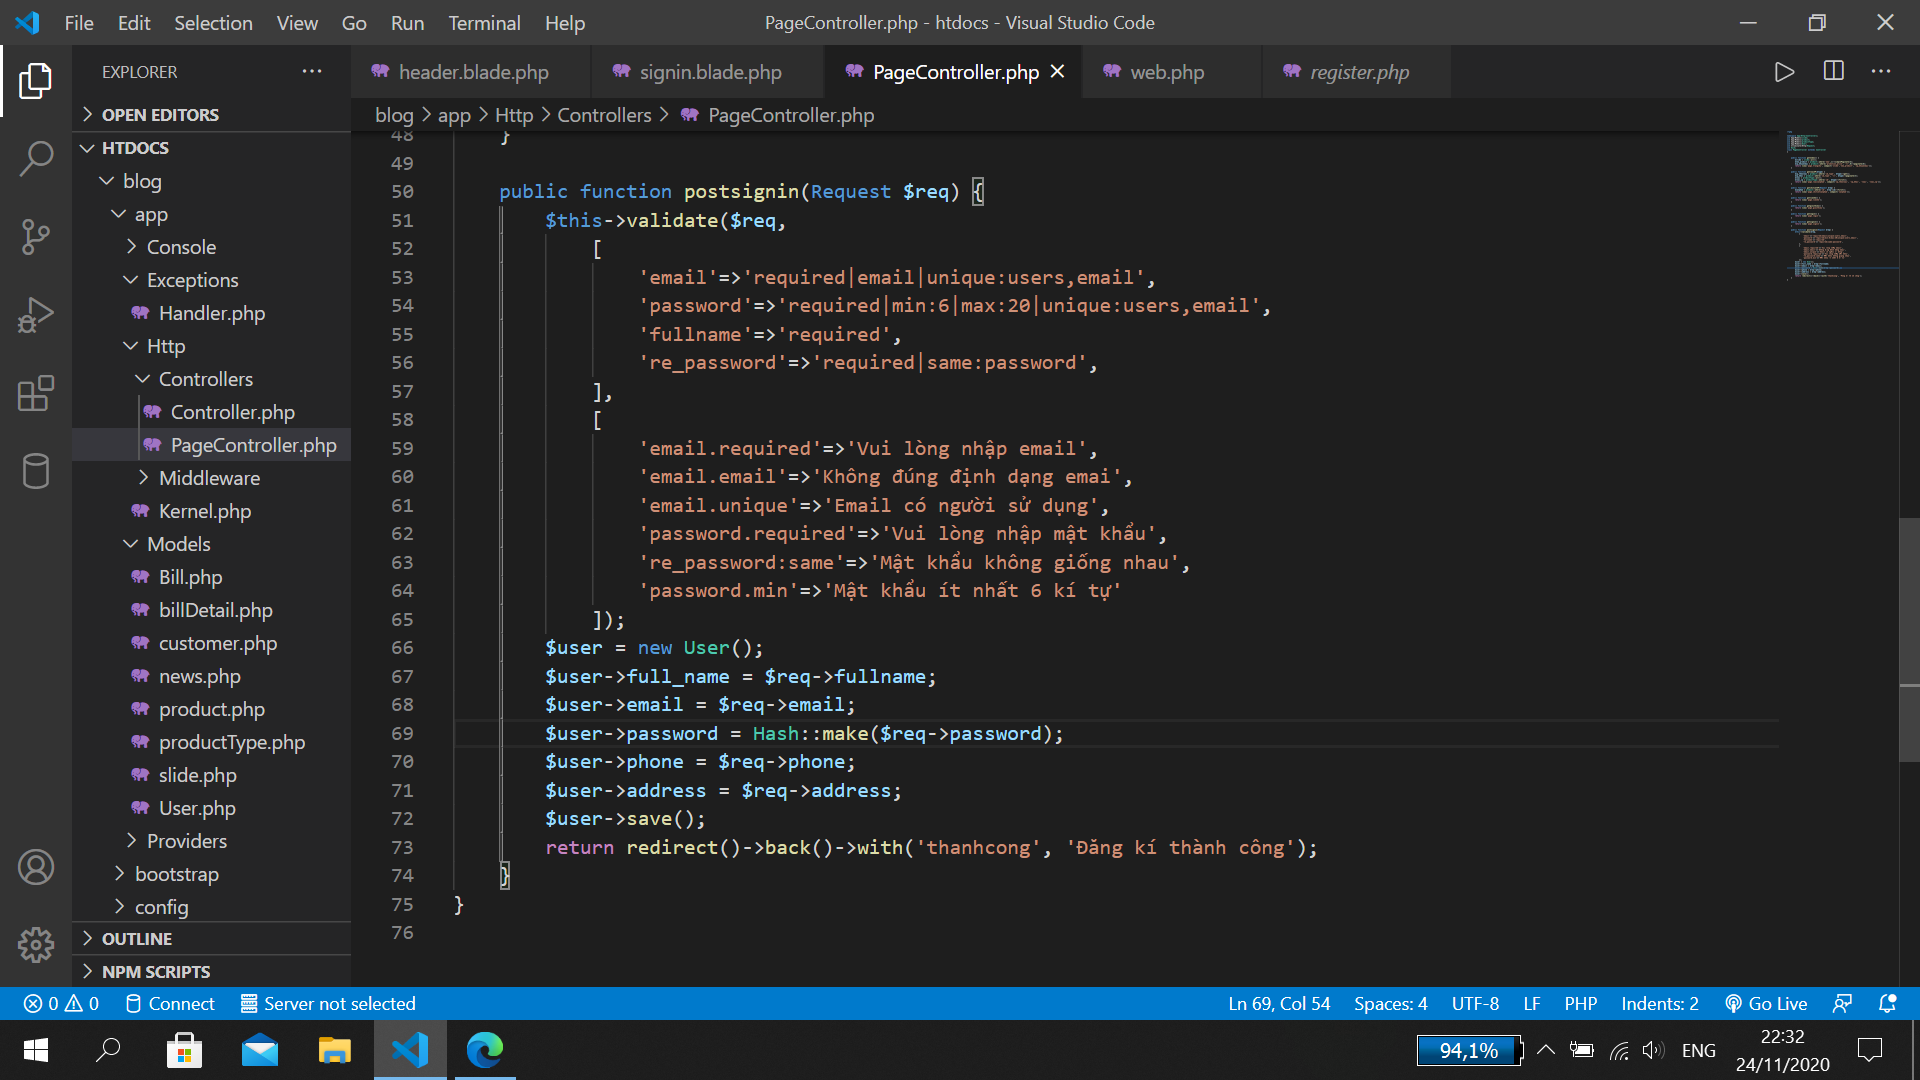 File Edit Selection View Go Run Terminal Help PageController.php - htdocs - Visual Studio Code
EXPLORER
header.blade.php signin.blade.php PageController.php web.php register.php
blog > app > Http > Controllers > PageController.php
OPEN EDITORS
HTDOCS
blog
app
Console
Exceptions
Handler.php
Http
Controllers
Controller.php
PageController.php
Middleware
Kernel.php
Models
Bill.php
billDetail.php
customer.php
news.php
product.php
productType.php
slide.php
User.php
Providers
bootstrap
config
OUTLINE
NPM SCRIPTS
48 }
49
50 public function postsignin(Request $req) {
51 $this->validate($req,
52 [
53 'email'=>'required|email|unique:users,email',
54 'password'=>'required|min:6|max:20|unique:users,email',
55 'fullname'=>'required',
56 're_password'=>'required|same:password',
57 ],
58 [
59 'email.required'=>'Vui lòng nhập email',
60 'email.email'=>'Không đúng định dạng emai',
61 'email.unique'=>'Email có người sử dụng',
62 'password.required'=>'Vui lòng nhập mật khẩu',
63 're_password:same'=>'Mật khẩu không giống nhau',
64 'password.min'=>'Mật khẩu ít nhất 6 kí tự'
65 ]);
66 $user = new User();
67 $user->full_name = $req->fullname;
68 $user->email = $req->email;
69 $user->password = Hash::make($req->password);
70 $user->phone = $req->phone;
71 $user->address = $req->address;
72 $user->save();
73 return redirect()->back()->with('thanhcong', 'Đăng kí thành công');
74 }
75 }
76
0 0 Connect Server not selected Ln 69, Col 54 Spaces: 4 UTF-8 LF PHP Indents: 2 Go Live
94,1% ENG 22:32
24/11/2020